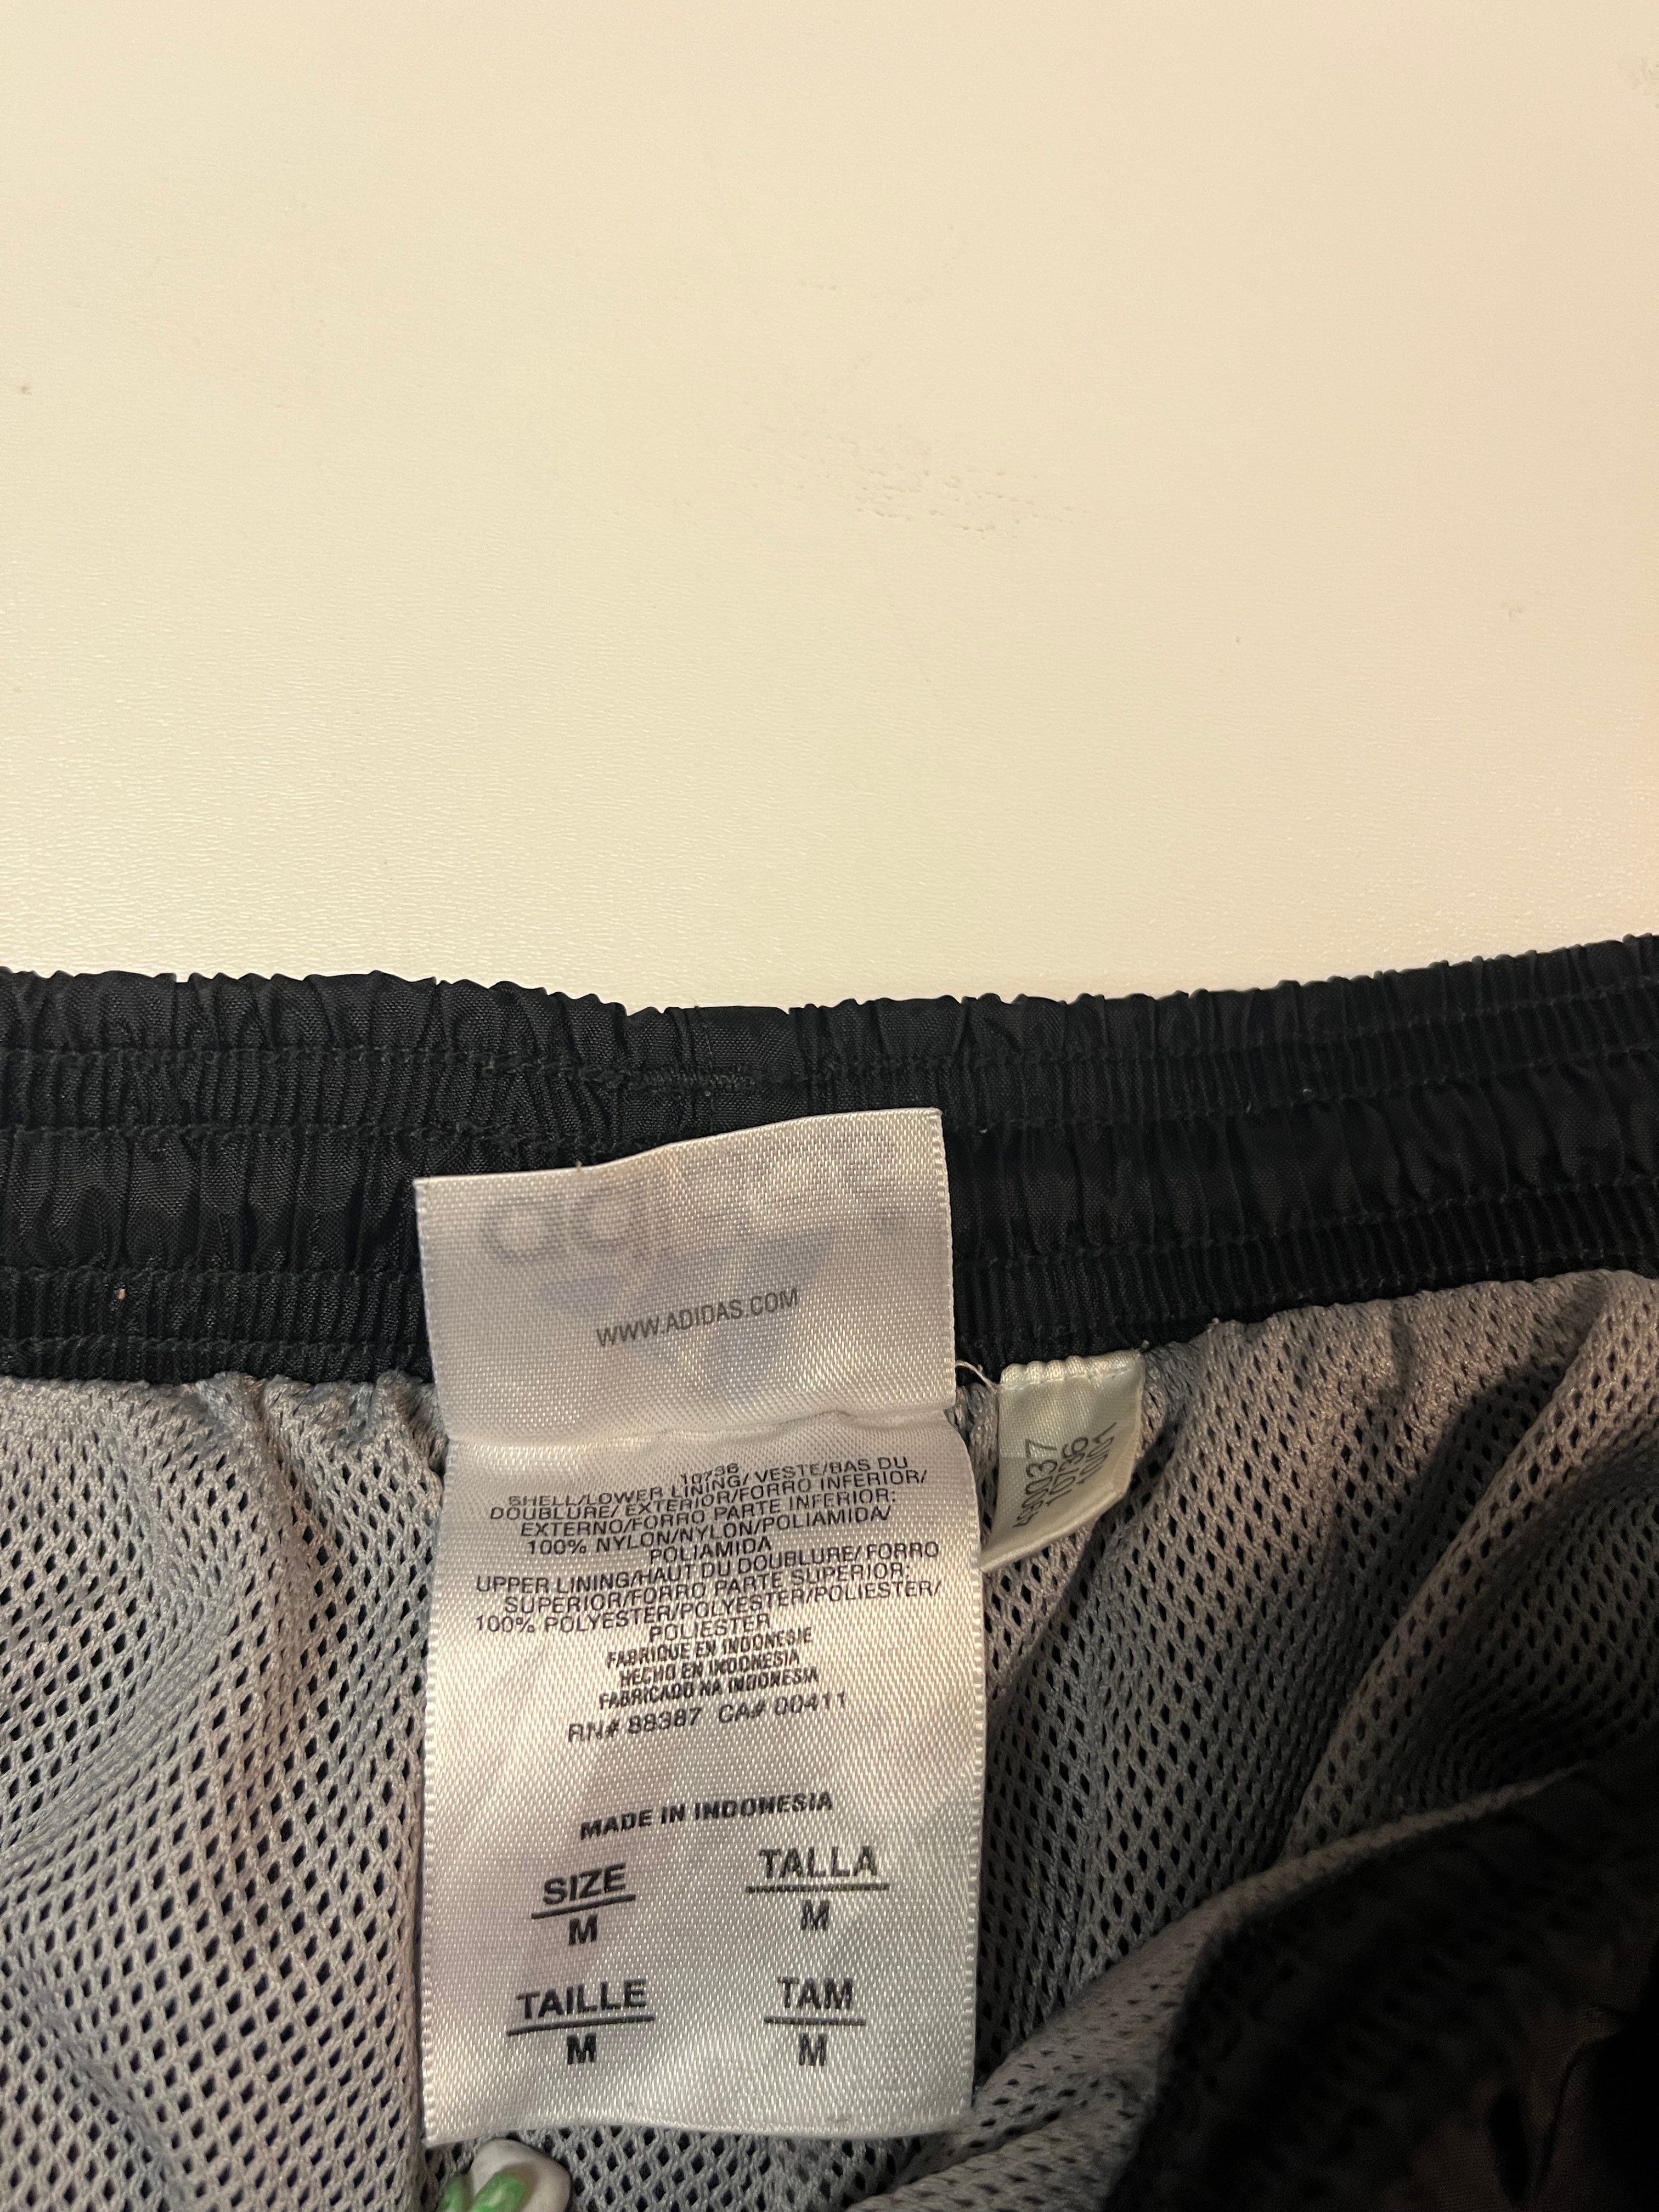 WWW.ADIDAS.COM
10736
SHELL/LOWER LINING/ VESTE/BAS DU
DOUBLURE/ EXTERIOR/FORRO INFERIOR/
EXTERNO/FORRO PARTE INFERIOR:
100% NYLON/NYLON/POLIAMIDA/
POLIAMIDA
UPPER LINING/HAUT DU DOUBLURE/ FORRO
SUPERIOR/FORRO PARTE SUPERIOR:
100% POLYESTER/POLYESTER/POLIESTER/
POLIESTER
FABRIQUE EN INDONESIE
HECHO EN INDONESIA
FABRICADO NA INDONESIA
RN# 88387 CA# 00411
MADE IN INDONESIA
SIZE TALLA
M M
TAILLE TAM
M M
10736